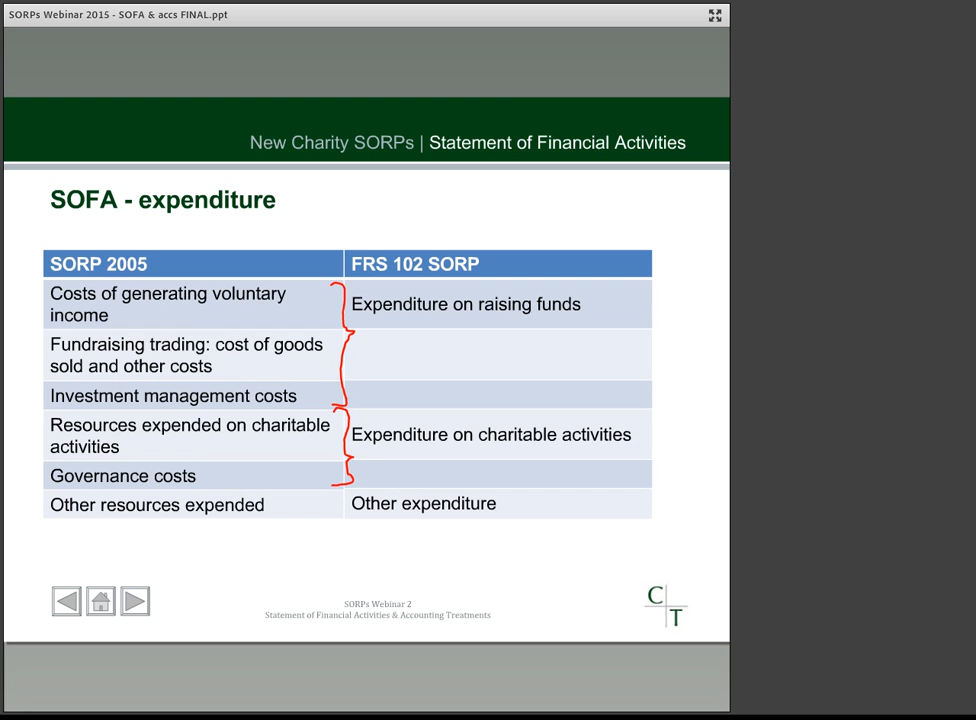 SORPs Webinar 2015 - SOFA & accs FINAL.ppt
New Charity SORPs | Statement of Financial Activities
SOFA - expenditure
SORP 2005
FRS 102 SORP
Costs of generating voluntary
income
Expenditure on raising funds
Fundraising trading: cost of goods
sold and other costs
Investment management costs
Resources expended on charitable
activities
Expenditure on charitable activities
Governance costs
Other resources expended
Other expenditure
SORPs Webinar 2
Statement of Financial Activities & Accounting Treatments
C
T